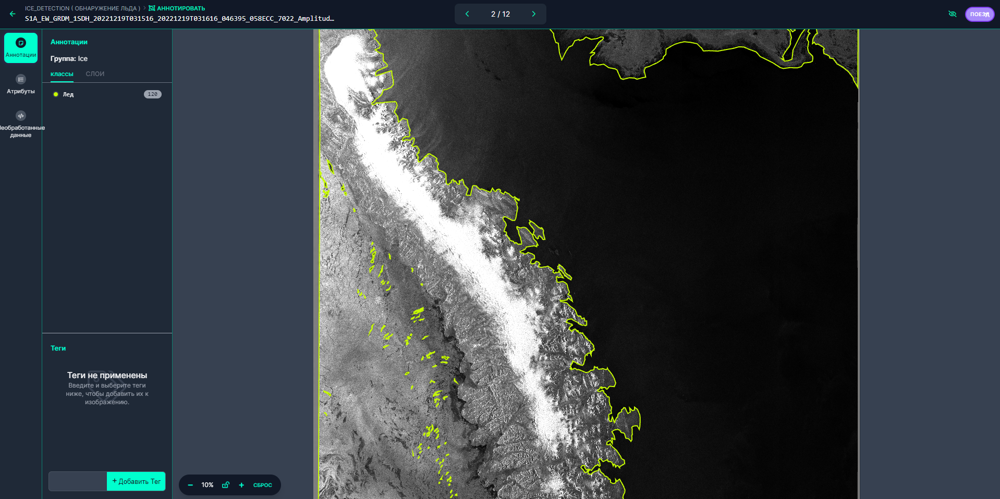 ICE_DETECTION ( ОБНАРУЖЕНИЕ ЛЬДА ) > АННОТИРОВАТЬ
S1A_EW_GRDM_1SDH_20221219T031516_20221219T031616_046395_058ECC_7022_Amplitud…
2 / 12
ПОЕЗД
Аннотации
Атрибуты
Необработанные
данные
Аннотации
Группа: Ice
классы СЛОИ
Лед 120
Теги
Теги не применены
Введите и выберите теги
ниже, чтобы добавить их к
изображению.
+ Добавить Тег
− 10% + СБРОС